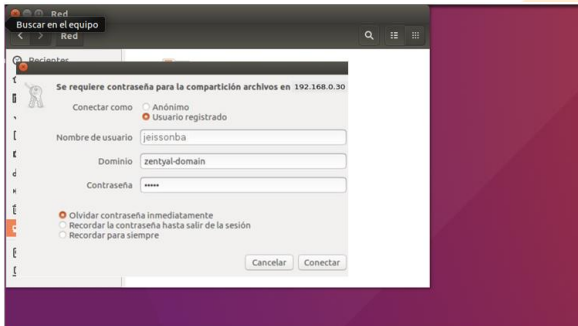 Red
Buscar en el equipo
Red
Recientes
Se requiere contraseña para la compartición archivos en 192.168.0.30
Conectar como
Anónimo
Usuario registrado
Nombre de usuario
jeissonba
Dominio
zentyal-domain
Contraseña
•••••
Olvidar contraseña inmediatamente
Recordar la contraseña hasta salir de la sesión
Recordar para siempre
Cancelar
Conectar